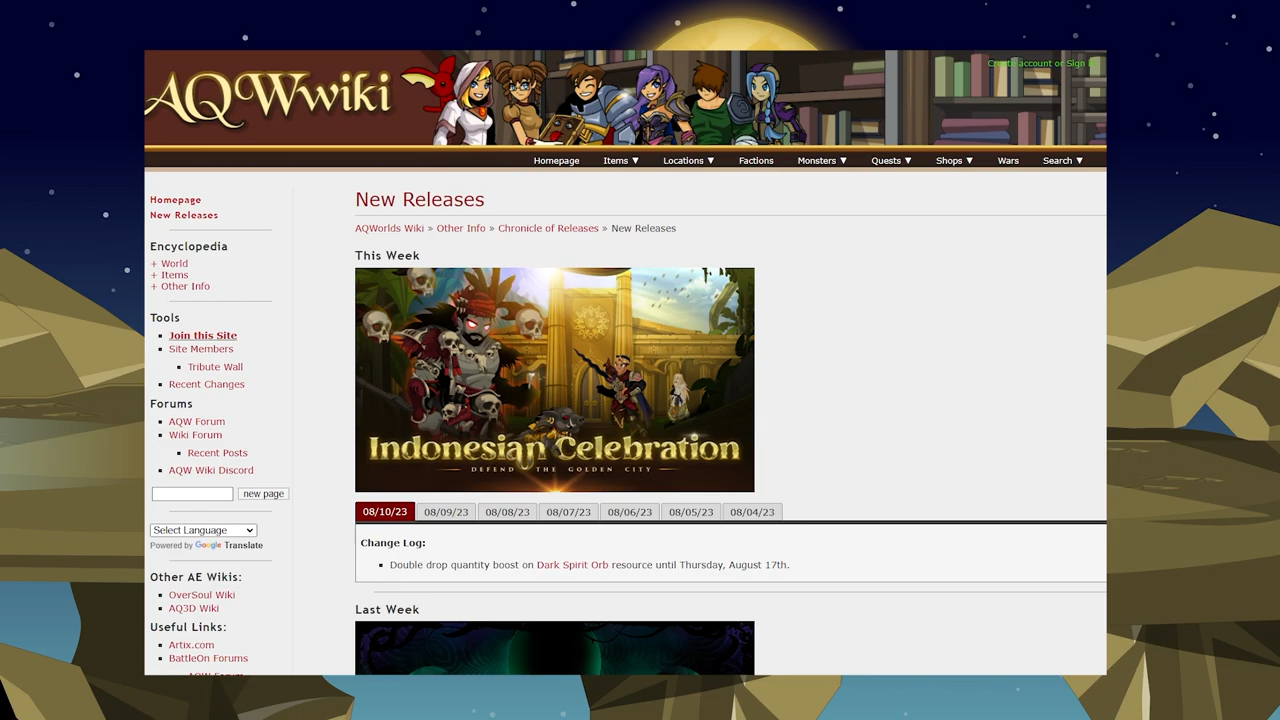 AQWwiki
Create account or Sign in
Homepage Items ▼ Locations ▼ Factions Monsters ▼ Quests ▼ Shops ▼ Wars Search ▼
Homepage
New Releases
Encyclopedia
+ World
+ Items
+ Other Info
Tools
Join this Site
Site Members
Tribute Wall
Recent Changes
Forums
AQW Forum
Wiki Forum
Recent Posts
AQW Wiki Discord
new page
Select Language
Powered by Google Translate
Other AE Wikis:
OverSoul Wiki
AQ3D Wiki
Useful Links:
Artix.com
BattleOn Forums
AQW Forum
New Releases
AQWorlds Wiki » Other Info » Chronicle of Releases » New Releases
This Week
Indonesian Celebration
DEFEND THE GOLDEN CITY
08/10/23 08/09/23 08/08/23 08/07/23 08/06/23 08/05/23 08/04/23
Change Log:
Double drop quantity boost on Dark Spirit Orb resource until Thursday, August 17th.
Last Week